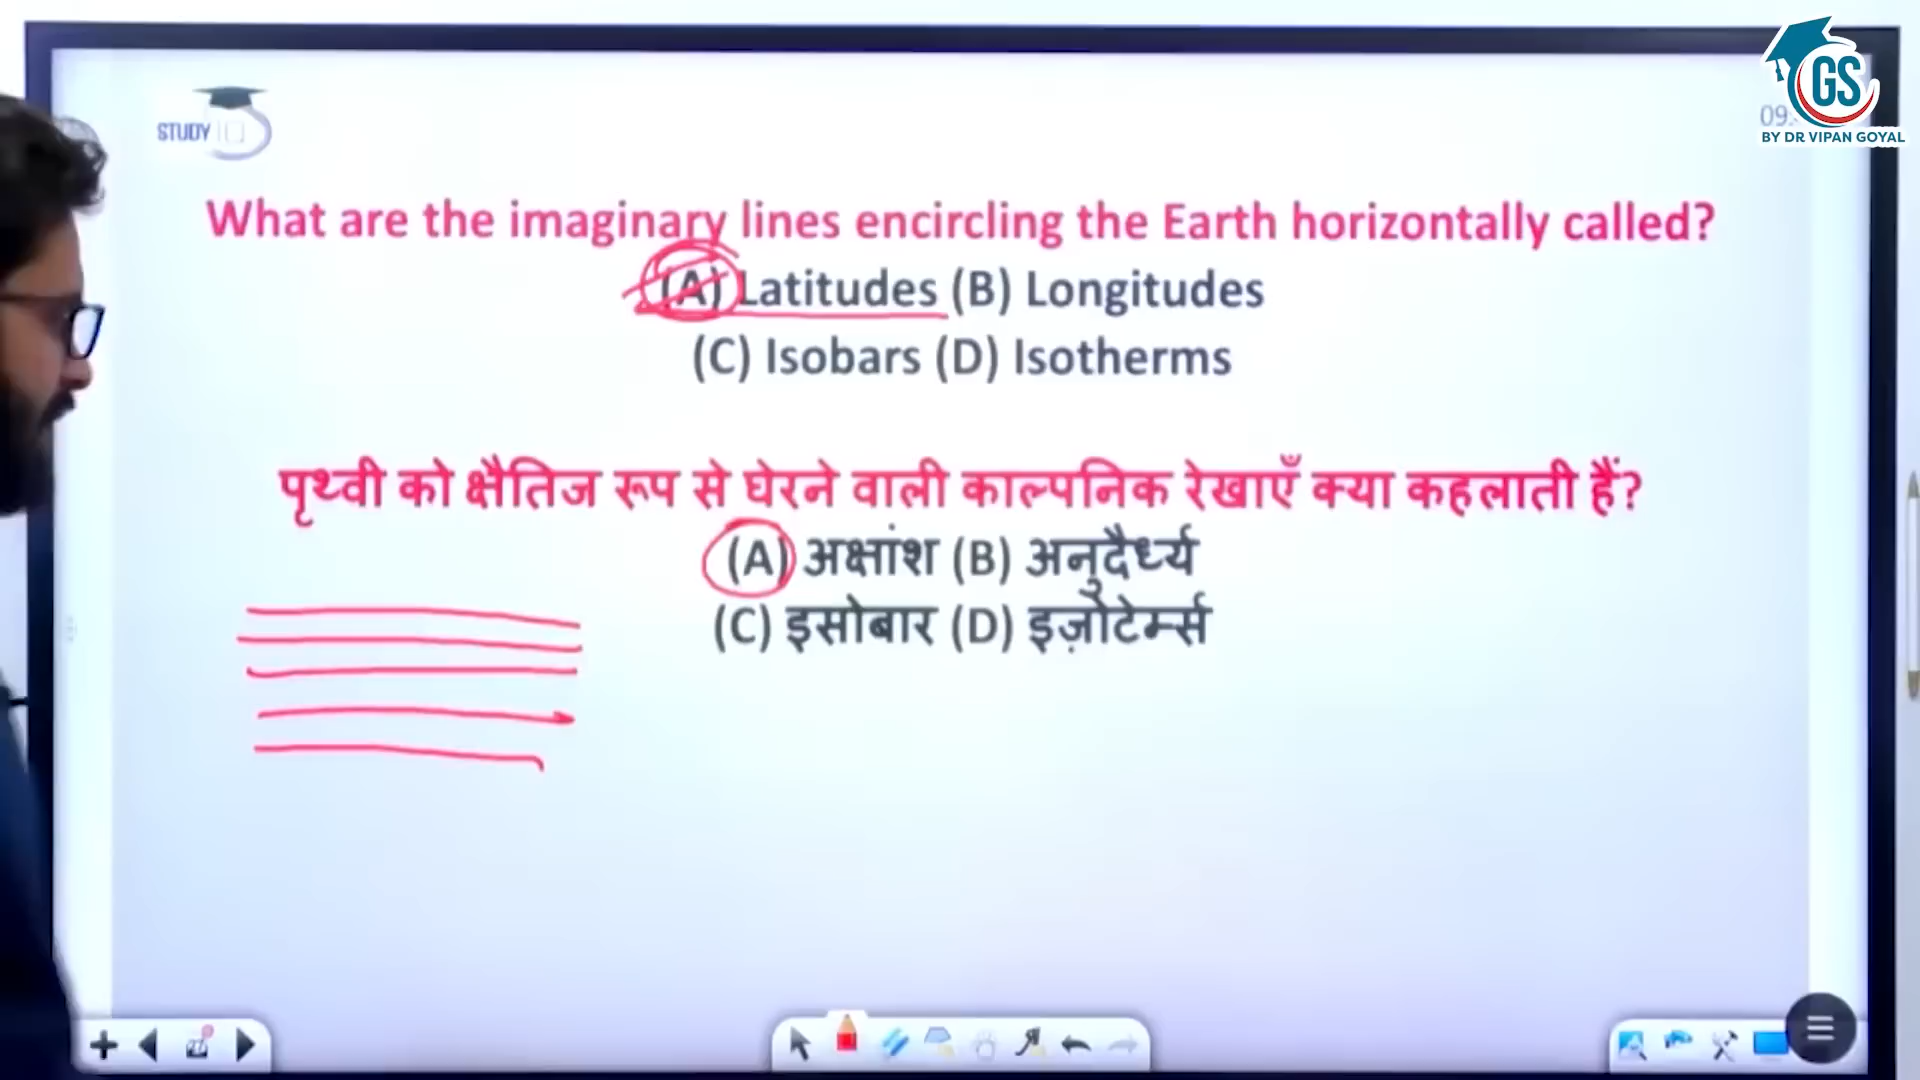 GS
BY DR VIPAN GOYAL
STUDY IQ
What are the imaginary lines encircling the Earth horizontally called?
(A) Latitudes (B) Longitudes
(C) Isobars (D) Isotherms
पृथ्वी को क्षैतिज रूप से घेरने वाली काल्पनिक रेखाएँ क्या कहलाती हैं?
(A) अक्षांश (B) अनुदैर्ध्य
(C) इसोबार (D) इज़ोटेर्म्स